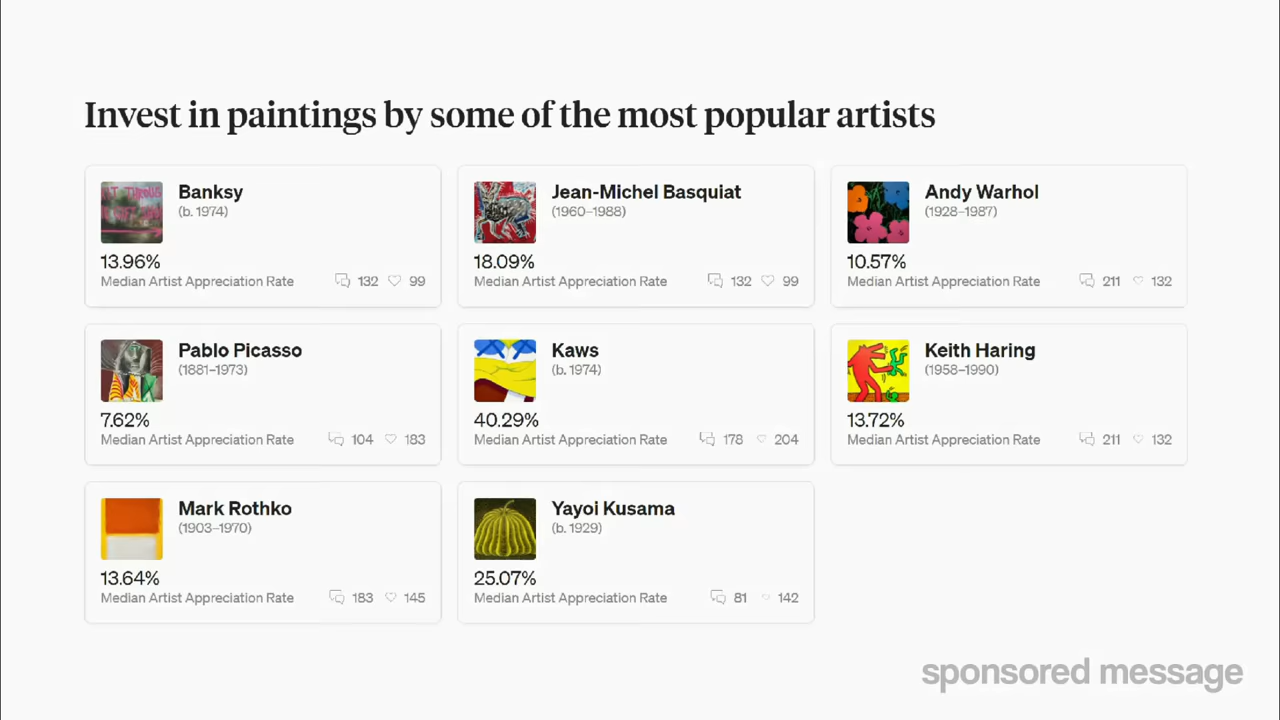 Invest in paintings by some of the most popular artists
Banksy
(b. 1974)
13.96%
Median Artist Appreciation Rate 132 99
Jean-Michel Basquiat
(1960–1988)
18.09%
Median Artist Appreciation Rate 132 99
Andy Warhol
(1928–1987)
10.57%
Median Artist Appreciation Rate 211 132
Pablo Picasso
(1881–1973)
7.62%
Median Artist Appreciation Rate 104 183
Kaws
(b. 1974)
40.29%
Median Artist Appreciation Rate 178 204
Keith Haring
(1958–1990)
13.72%
Median Artist Appreciation Rate 211 132
Mark Rothko
(1903–1970)
13.64%
Median Artist Appreciation Rate 183 145
Yayoi Kusama
(b. 1929)
25.07%
Median Artist Appreciation Rate 81 142
sponsored message